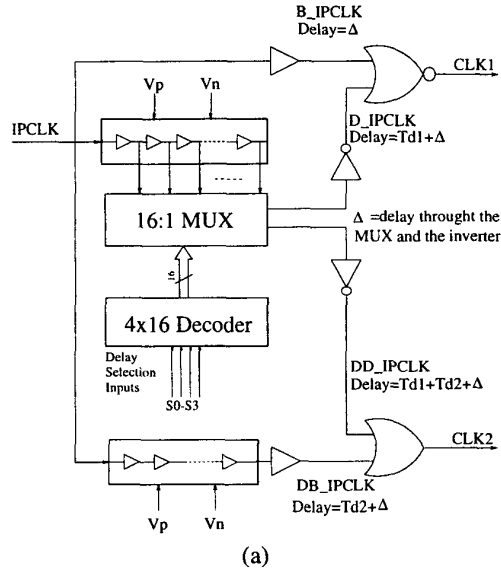 B_IPCLK
Delay=Δ
CLK1
Vp
Vn
IPCLK
D_IPCLK
Delay=Td1+Δ
16:1 MUX
Δ =delay throught the
MUX and the inverter
16
4x16 Decoder
Delay
Selection
Inputs
S0-S3
DD_IPCLK
Delay=Td1+Td2+Δ
CLK2
DB_IPCLK
Delay=Td2+Δ
Vp
Vn
(a)